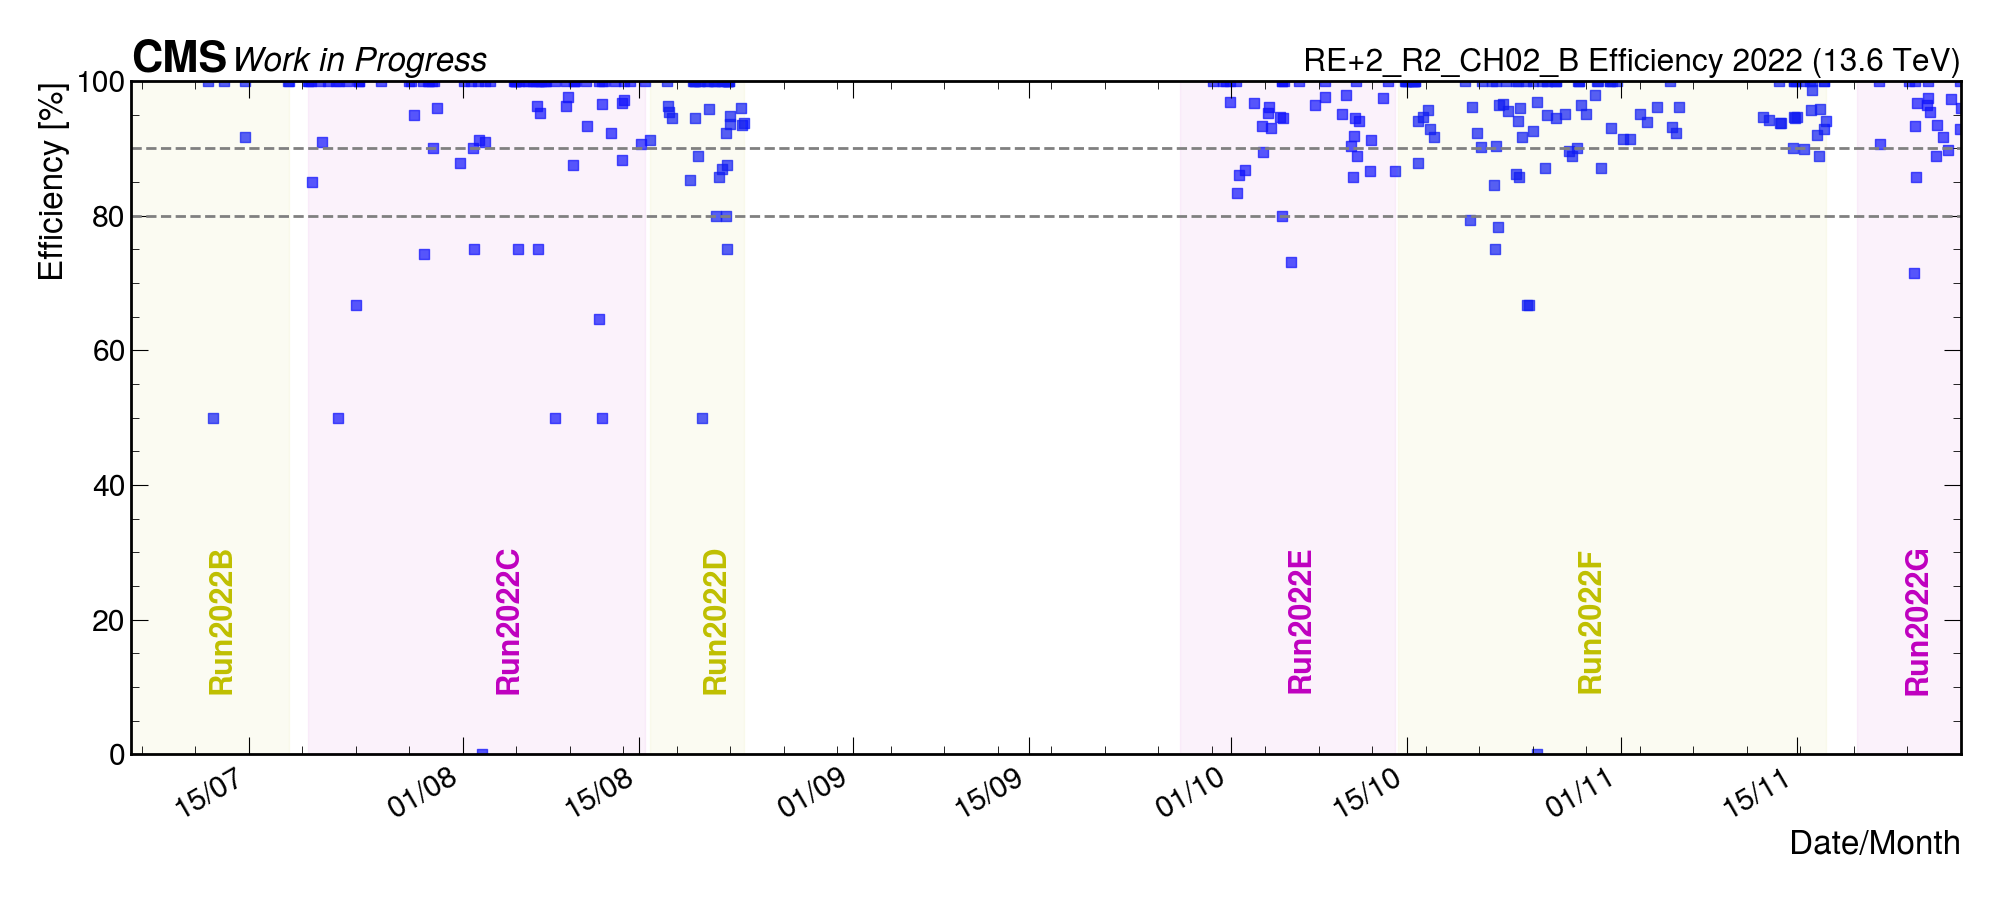 CMS Work in Progress
RE+2_R2_CH02_B Efficiency 2022 (13.6 TeV)
Efficiency [%]
100
80
60
40
20
0
Run2022B
Run2022C
Run2022D
Run2022E
Run2022F
Run2022G
15/07
01/08
15/08
01/09
15/09
01/10
15/10
01/11
15/11
Date/Month